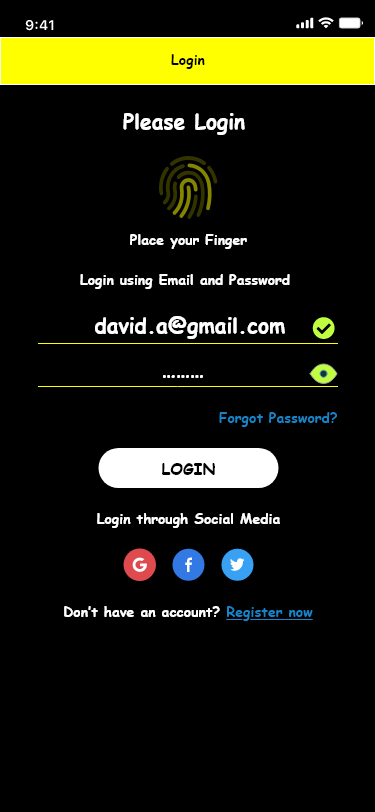 9:41
Login
Please Login
Place your Finger
Login using Email and Password
david.a@gmail.com
.........
Forgot Password?
LOGIN
Login through Social Media
G f
Don't have an account? Register now